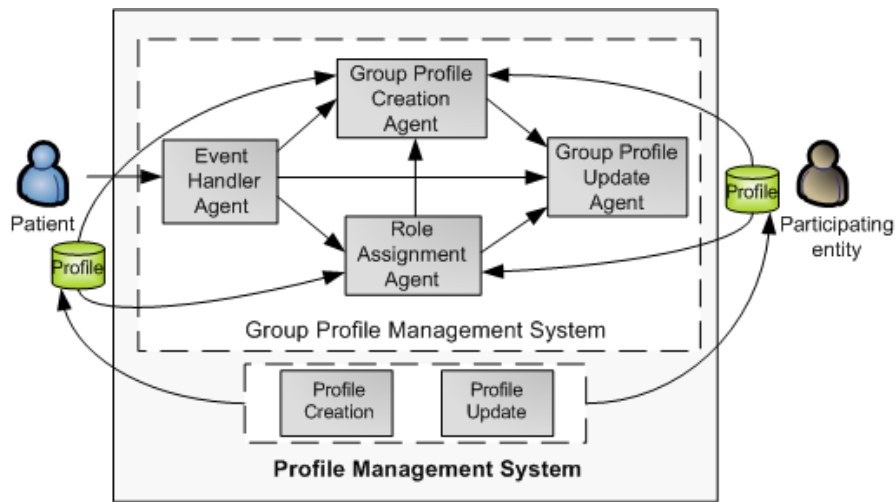 Group Profile
Creation
Agent
Event
Handler
Agent
Group Profile
Update
Agent
Patient
Profile
Participating
entity
Role
Assignment
Agent
Profile
Group Profile Management System
Profile
Creation
Profile
Update
Profile Management System